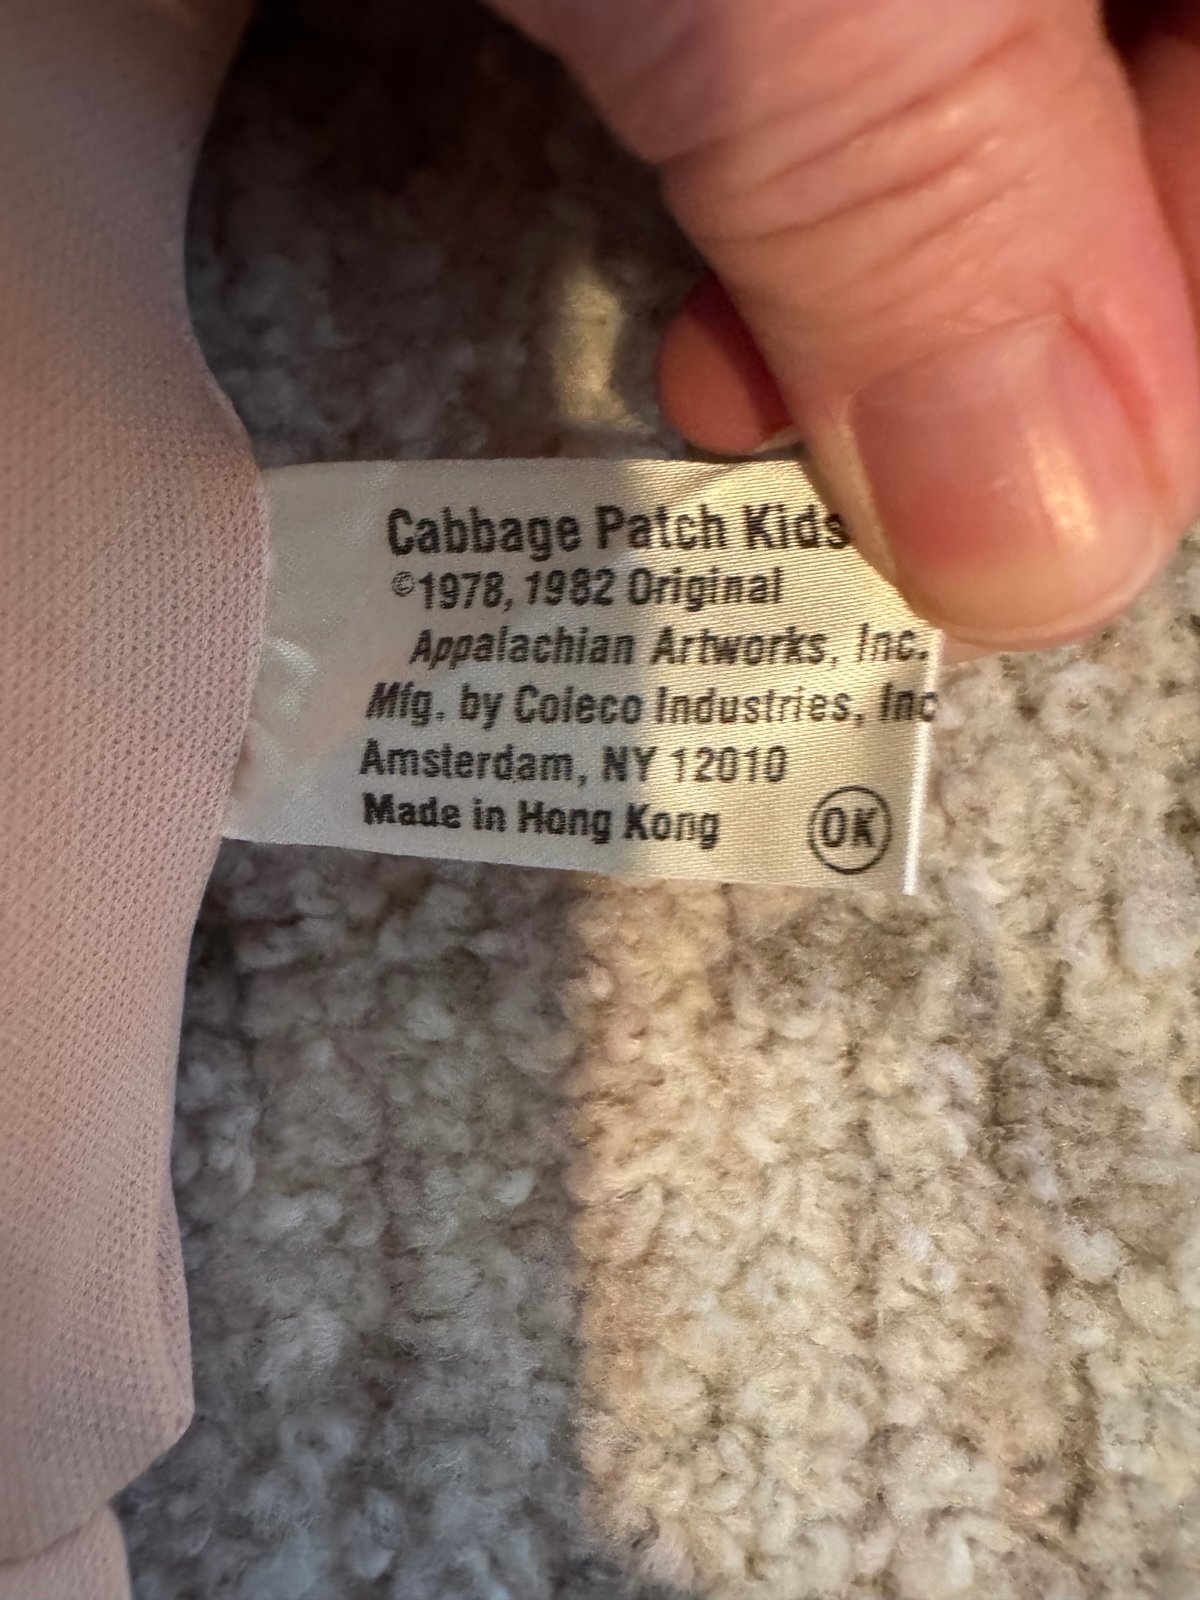 Cabbage Patch Kids
©1978, 1982 Original
Appalachian Artworks, Inc.
Mfg. by Coleco Industries, Inc
Amsterdam, NY 12010
Made in Hong Kong
OK